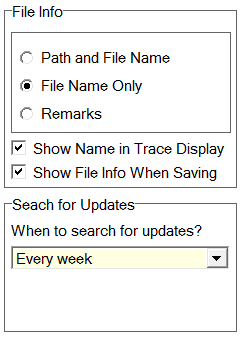 File Info
Path and File Name
File Name Only
Remarks
Show Name in Trace Display
Show File Info When Saving
Seach for Updates
When to search for updates?
Every week